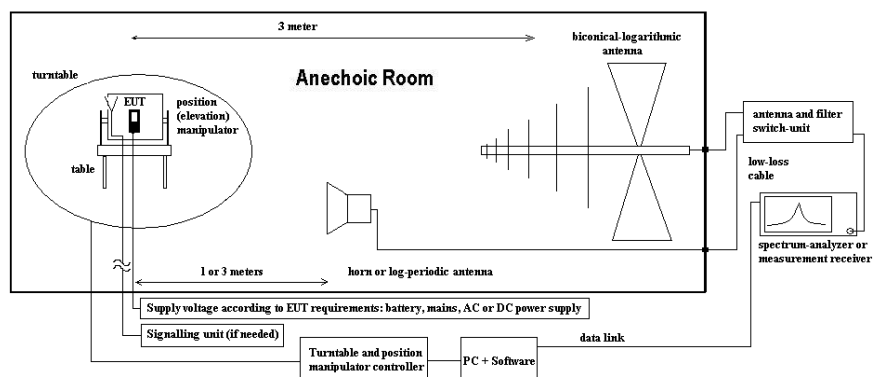 3 meter
biconical-logarithmic
antenna
turntable
Anechoic Room
EUT
position
(elevation)
manipulator
antenna and filter
switch-unit
table
low-loss
cable
spectrum-analyzer or
measurement receiver
1 or 3 meters
horn or log-periodic antenna
Supply voltage according to EUT requirements: battery, mains, AC or DC power supply
Signalling unit (if needed)
data link
Turntable and position
manipulator controller
PC + Software